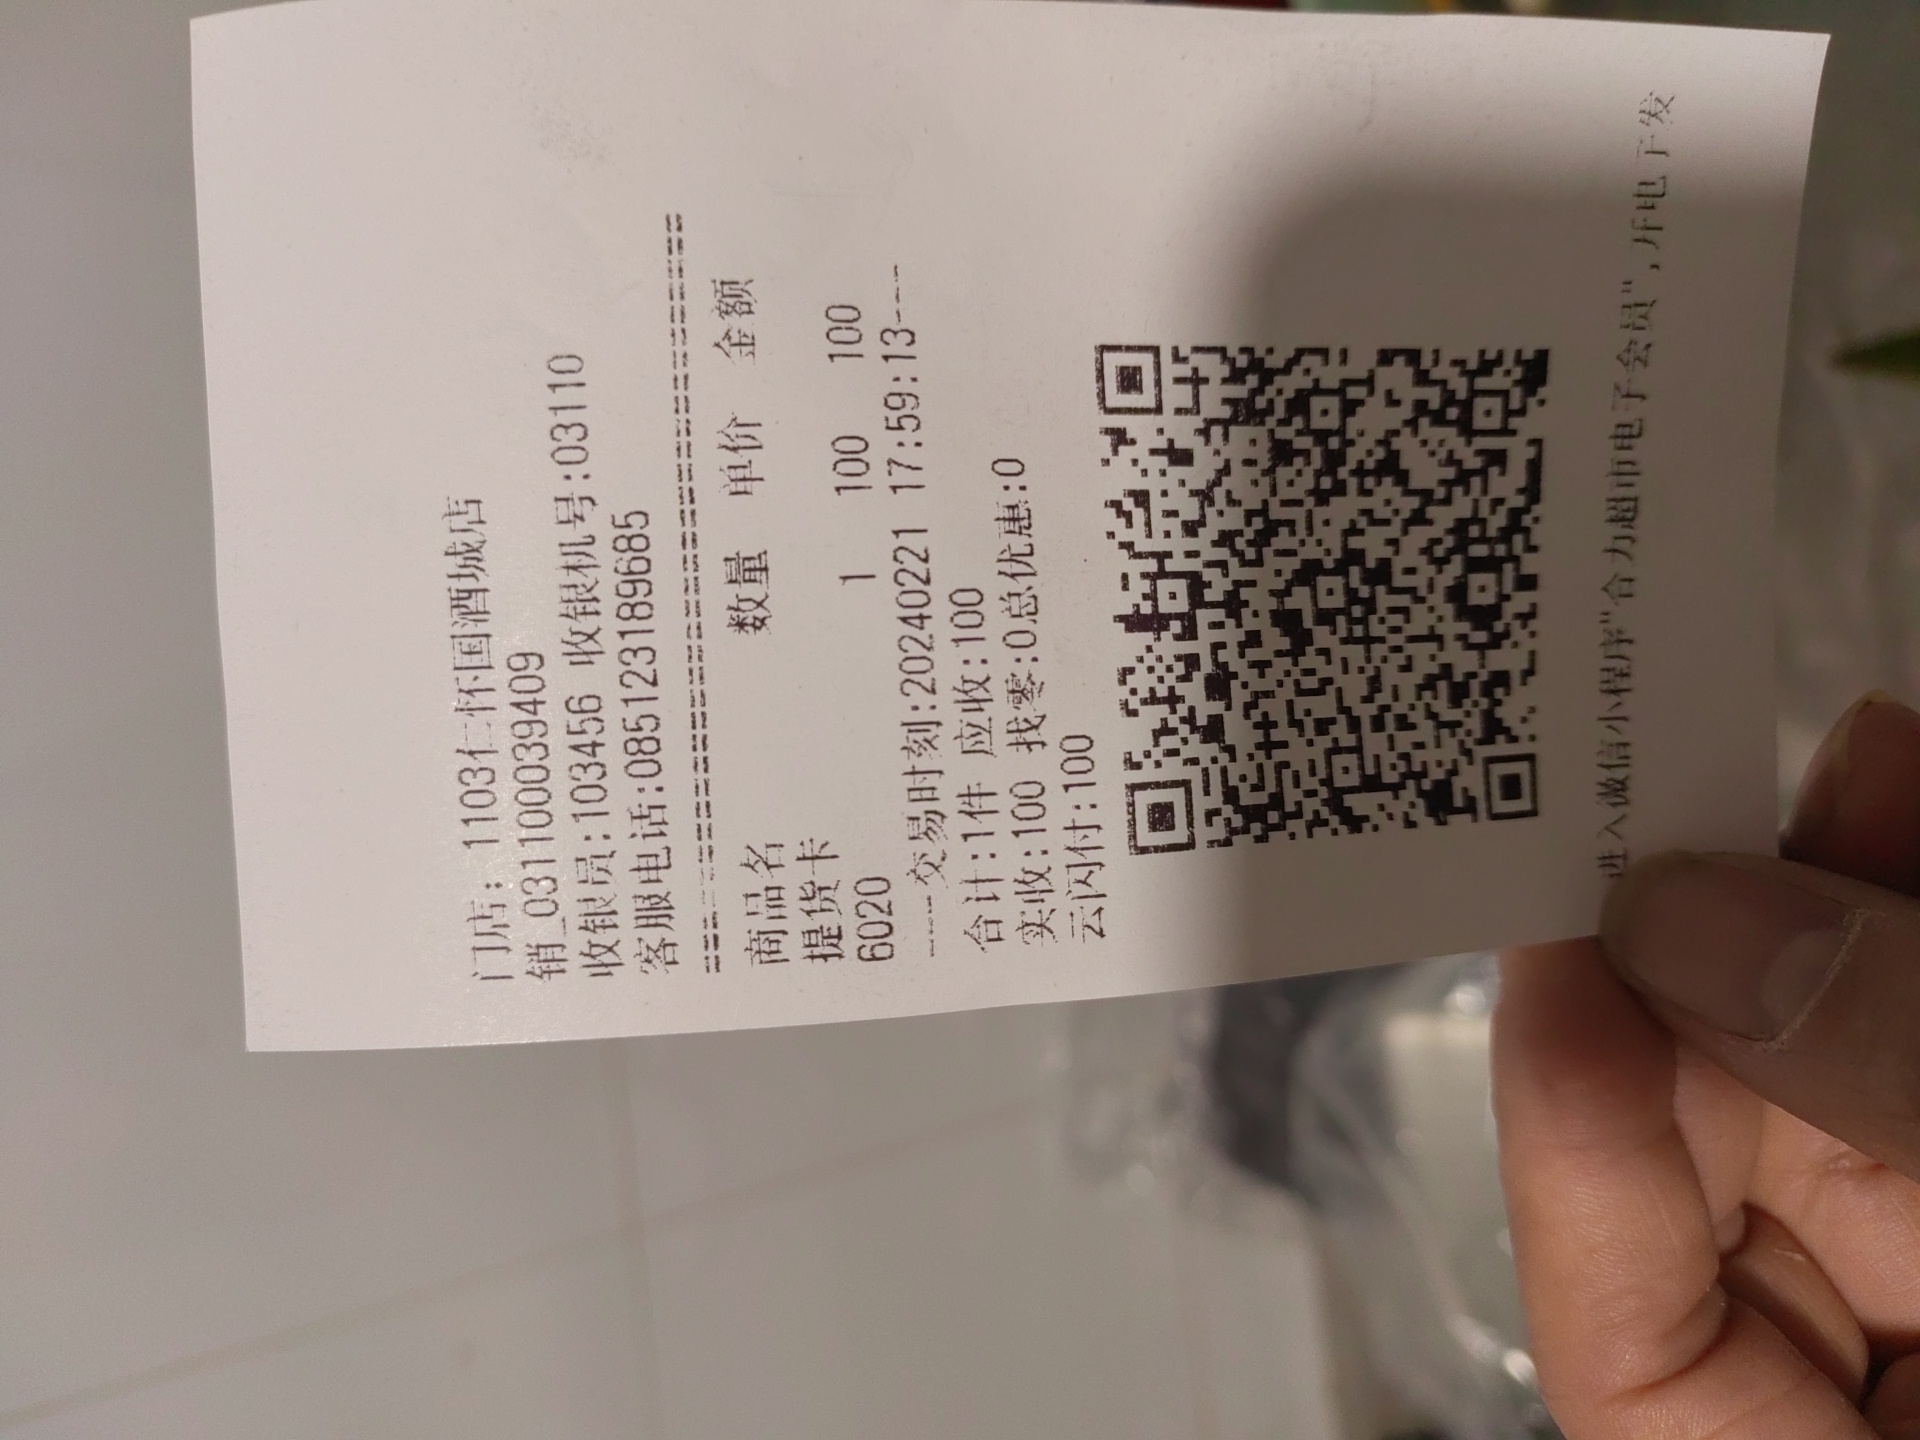 门店: 1103仁怀国酒城店
销_0311000039409
收银员:103456 收银机号:03110
客服电话:085123189685
================================
商品名 数量 单价 金额
提货卡
6020 1 100 100
----交易时刻:20240221 17:59:13----
合计:1件 应收:100
实收:100 找零:0总优惠:0
云闪付:100
进入微信小程序"合力超市电子会员",开电子发